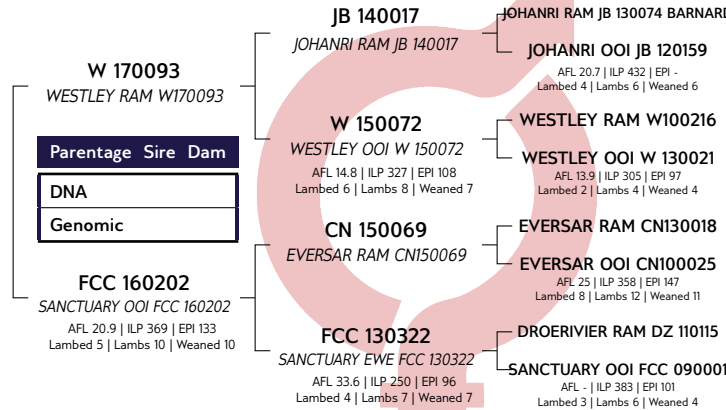 W 170093
WESTLEY RAM W170093
Parentage Sire Dam
DNA
Genomic
FCC 160202
SANCTUARY OOI FCC 160202
AFL 20.9 | ILP 369 | EPI 133
Lambed 5 | Lambs 10 | Weaned 10
JB 140017
JOHANRI RAM JB 140017
W 150072
WESTLEY OOI W 150072
AFL 14.8 | ILP 327 | EPI 108
Lambed 6 | Lambs 8 | Weaned 7
CN 150069
EVERSAR RAM CN150069
FCC 130322
SANCTUARY EWE FCC 130322
AFL 33.6 | ILP 250 | EPI 96
Lambed 4 | Lambs 7 | Weaned 7
JOHANRI RAM JB 130074 BARNARD
JOHANRI OOI JB 120159
AFL 20.7 | ILP 432 | EPI -
Lambed 4 | Lambs 6 | Weaned 6
WESTLEY RAM W100216
WESTLEY OOI W 130021
AFL 13.9 | ILP 305 | EPI 97
Lambed 2 | Lambs 4 | Weaned 4
EVERSAR RAM CN130018
EVERSAR OOI CN100025
AFL 25 | ILP 358 | EPI 147
Lambed 8 | Lambs 12 | Weaned 11
DROERIVIER RAM DZ 110115
SANCTUARY OOI FCC 090001
AFL - | ILP 383 | EPI 101
Lambed 3 | Lambs 6 | Weaned 4